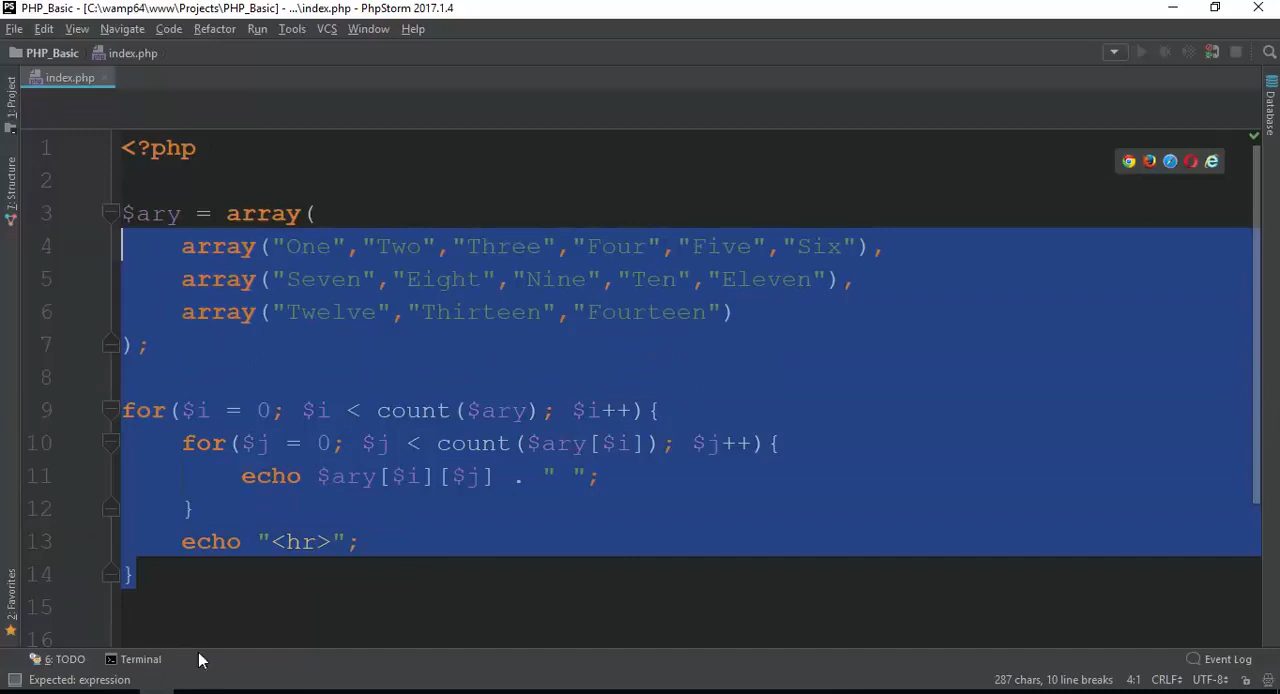 PHP_Basic - [C:\wamp64\www\Projects\PHP_Basic] - ...\index.php - PhpStorm 2017.1.4
File Edit View Navigate Code Refactor Run Tools VCS Window Help
PHP_Basic index.php
index.php
1: Project
7: Structure
2: Favorites
Database
1 <?php
2
3 $ary = array(
4 array("One","Two","Three","Four","Five","Six"),
5 array("Seven","Eight","Nine","Ten","Eleven"),
6 array("Twelve","Thirteen","Fourteen")
7 );
8
9 for($i = 0; $i < count($ary); $i++){
10 for($j = 0; $j < count($ary[$i]); $j++){
11 echo $ary[$i][$j] . " ";
12 }
13 echo "<hr>";
14 }
15
16
6: TODO Terminal Event Log
Expected: expression 287 chars, 10 line breaks 4:1 CRLF UTF-8